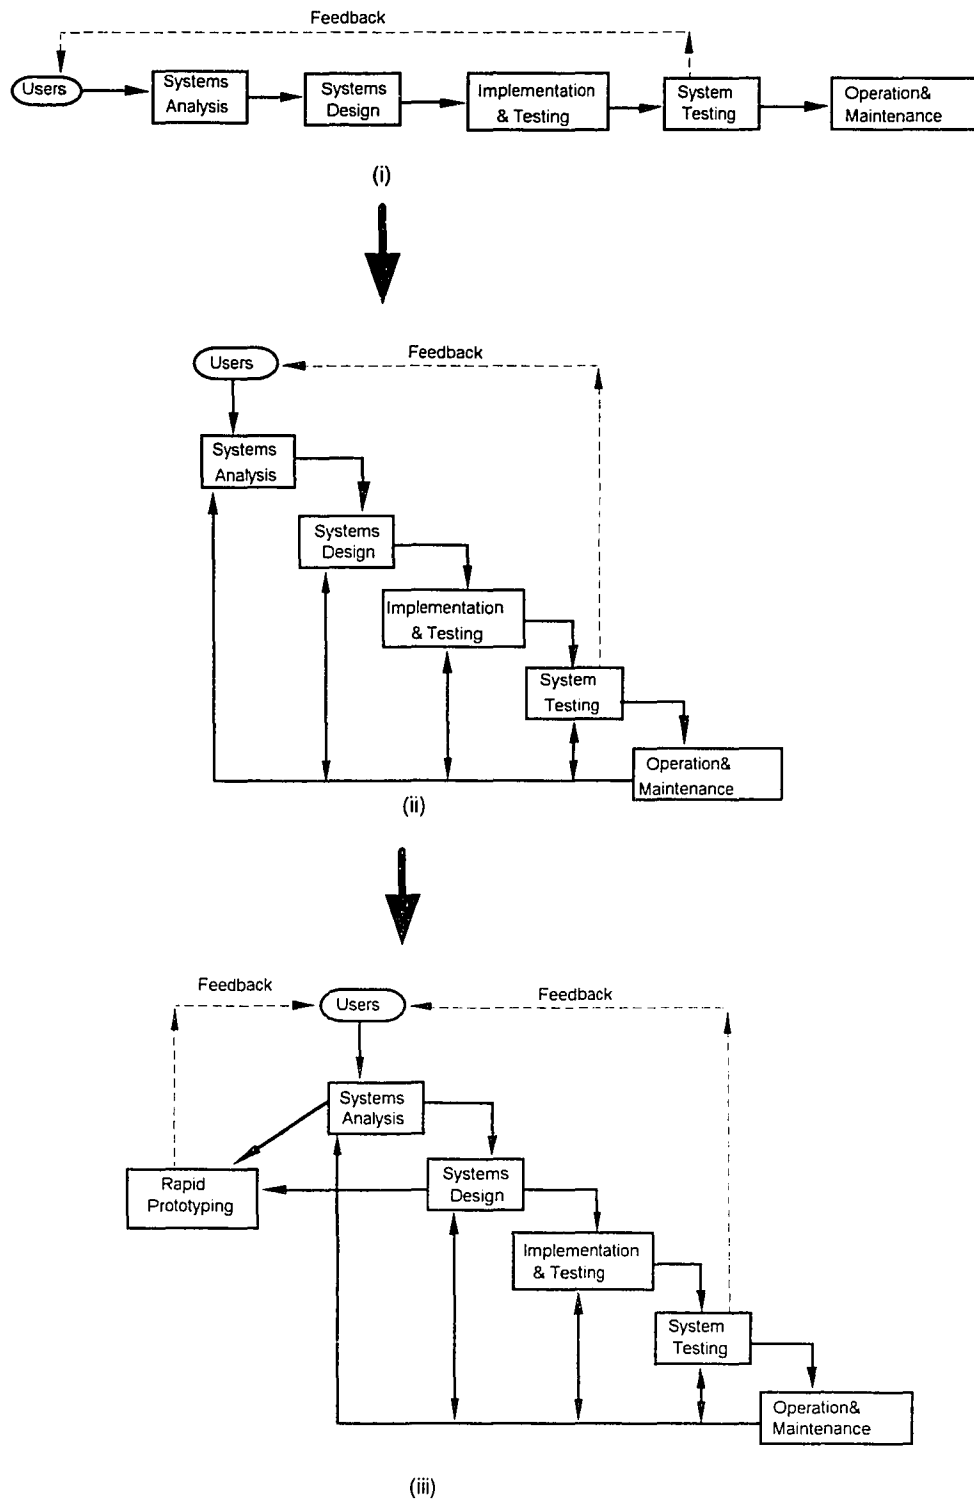 Feedback
Users
Systems
Analysis
Systems
Design
Implementation
& Testing
System
Testing
Operation&
Maintenance
(i)
Users
Feedback
Systems
Analysis
Systems
Design
Implementation
& Testing
System
Testing
Operation&
Maintenance
(ii)
Feedback
Users
Feedback
Systems
Analysis
Rapid
Prototyping
Systems
Design
Implementation
& Testing
System
Testing
Operation&
Maintenance
(iii)